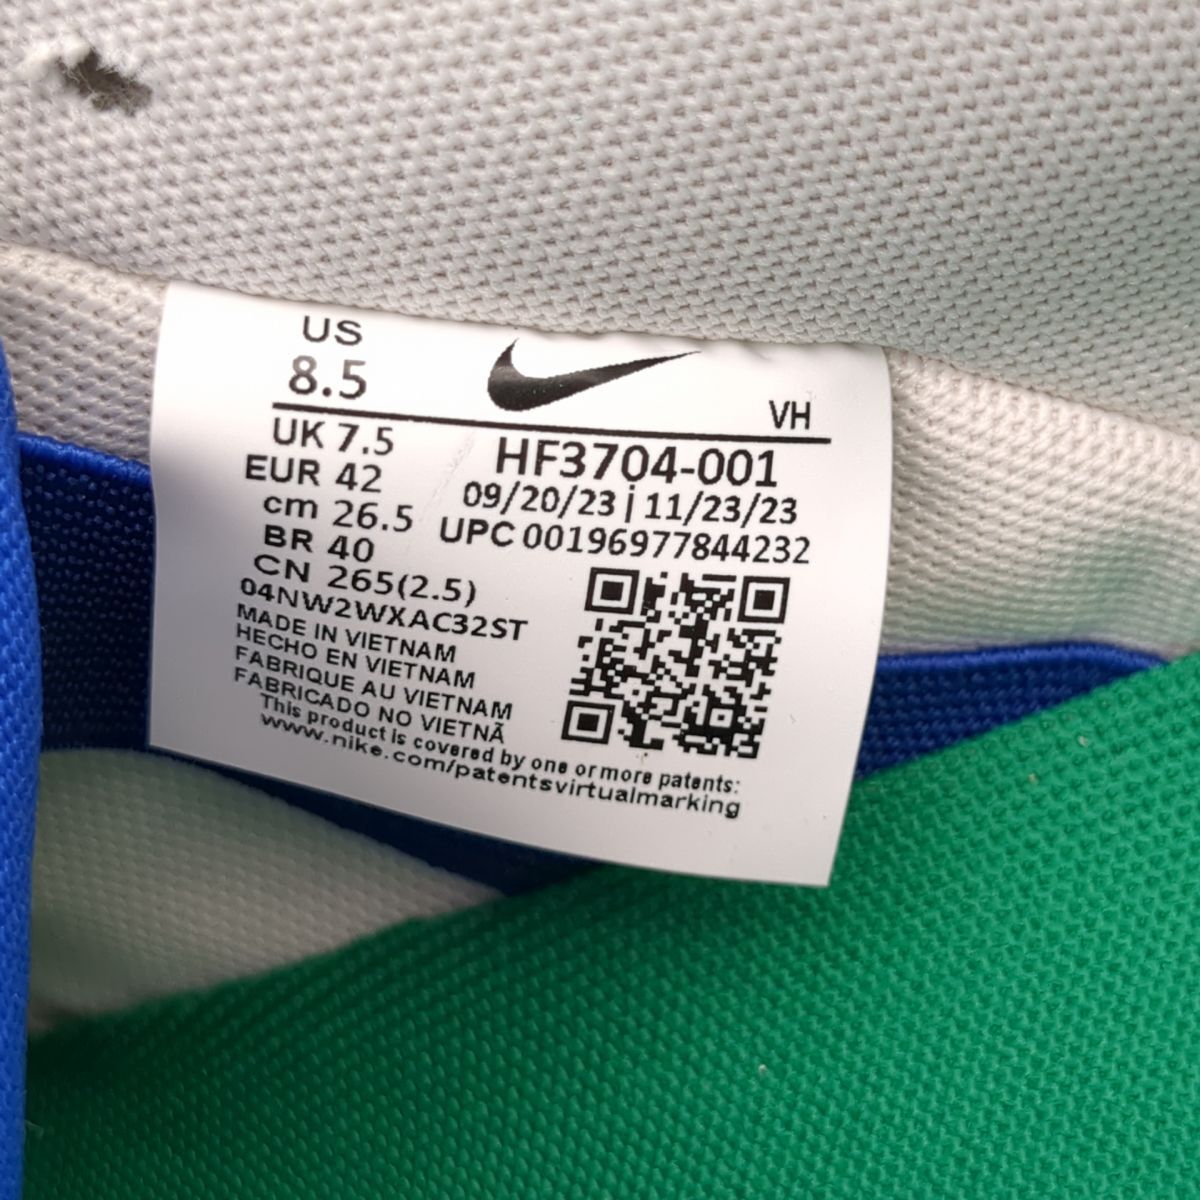 US
8.5
VH
UK 7.5
EUR 42
cm 26.5
BR 40
CN 265(2.5)
HF3704-001
09/20/23 | 11/23/23
UPC 00196977844232
04NW2WXAC32ST
MADE IN VIETNAM
HECHO EN VIETNAM
FABRIQUE AU VIETNAM
FABRICADO NO VIETNÃ
This product is covered by one or more patents:
www.nike.com/patentsvirtualmarking